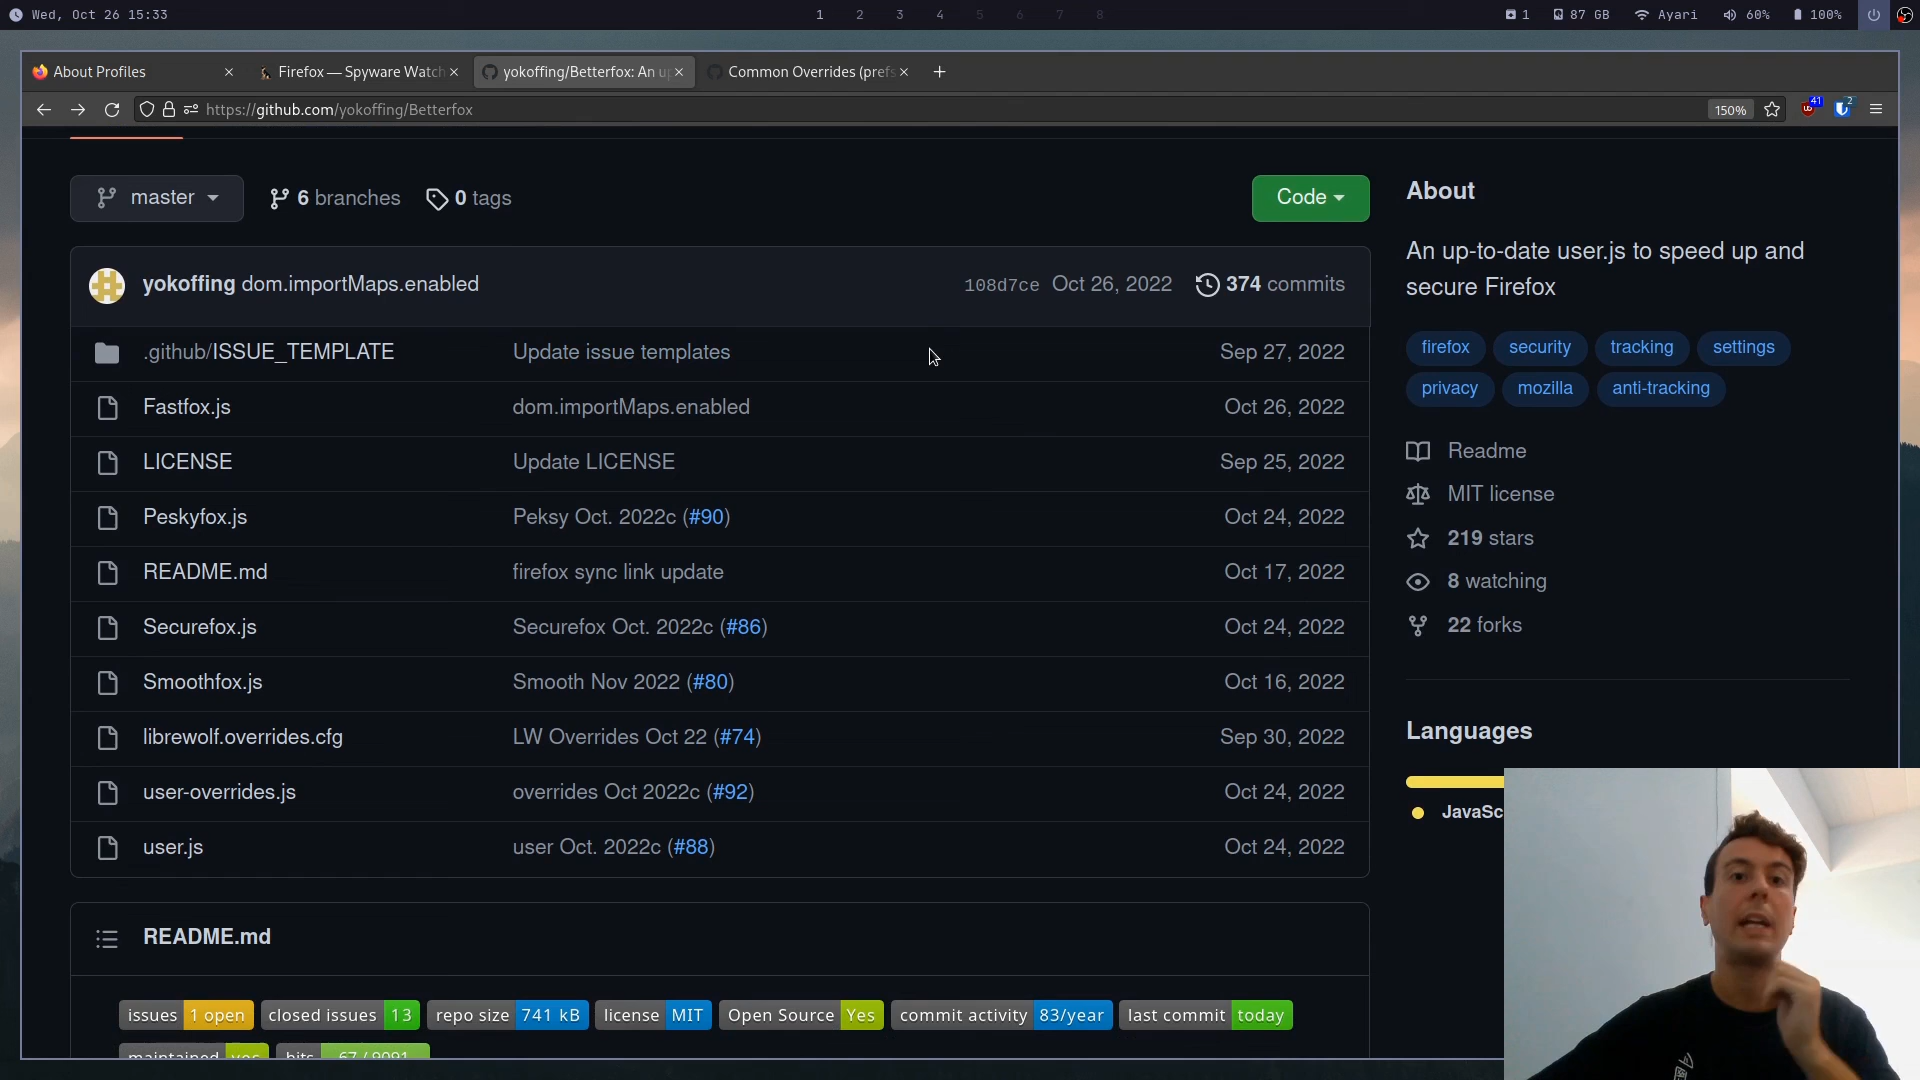 Wed, Oct 26 15:33
1 2 3 4 5 6 7 8
1 87 GB Ayari 60% 100%
About Profiles
Firefox — Spyware Watch
yokoffing/Betterfox: An up
Common Overrides (prefs
https://github.com/yokoffing/Betterfox
150%
41
2
master
6 branches
0 tags
Code
yokoffing dom.importMaps.enabled
108d7ce Oct 26, 2022
374 commits
.github/ISSUE_TEMPLATE Update issue templates Sep 27, 2022
Fastfox.js dom.importMaps.enabled Oct 26, 2022
LICENSE Update LICENSE Sep 25, 2022
Peskyfox.js Peksy Oct. 2022c (#90) Oct 24, 2022
README.md firefox sync link update Oct 17, 2022
Securefox.js Securefox Oct. 2022c (#86) Oct 24, 2022
Smoothfox.js Smooth Nov 2022 (#80) Oct 16, 2022
librewolf.overrides.cfg LW Overrides Oct 22 (#74) Sep 30, 2022
user-overrides.js overrides Oct 2022c (#92) Oct 24, 2022
user.js user Oct. 2022c (#88) Oct 24, 2022
README.md
issues 1 open closed issues 13 repo size 741 kB license MIT Open Source Yes commit activity 83/year last commit today
maintained yes hits 67 / 9091
About
An up-to-date user.js to speed up and
secure Firefox
firefox security tracking settings
privacy mozilla anti-tracking
Readme
MIT license
219 stars
8 watching
22 forks
Languages
JavaSc